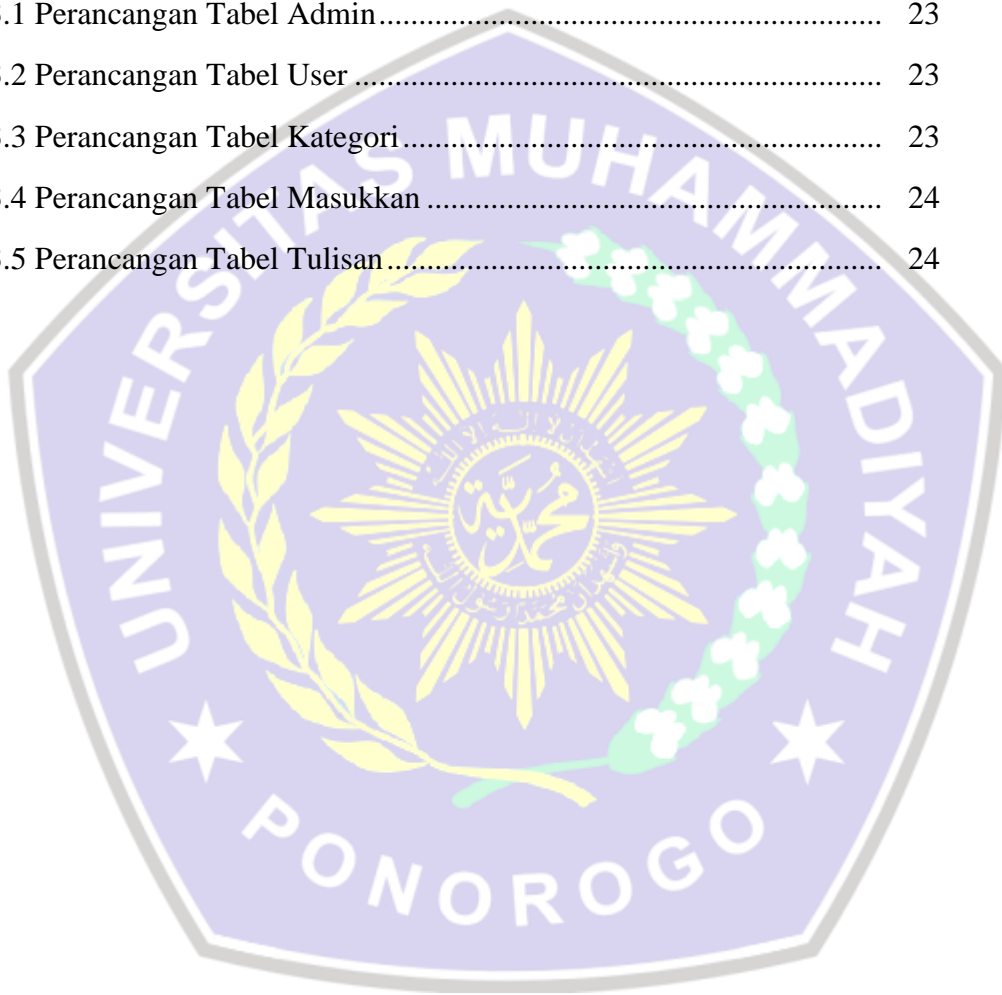 .1 Perancangan Tabel Admin............................................................... 23
.2 Perancangan Tabel User .................................................................. 23
.3 Perancangan Tabel Kategori............................................................ 23
.4 Perancangan Tabel Masukkan ......................................................... 24
.5 Perancangan Tabel Tulisan.............................................................. 24
UNIVERSITAS MUHAMMADIYAH
محمدية
PONOROGO